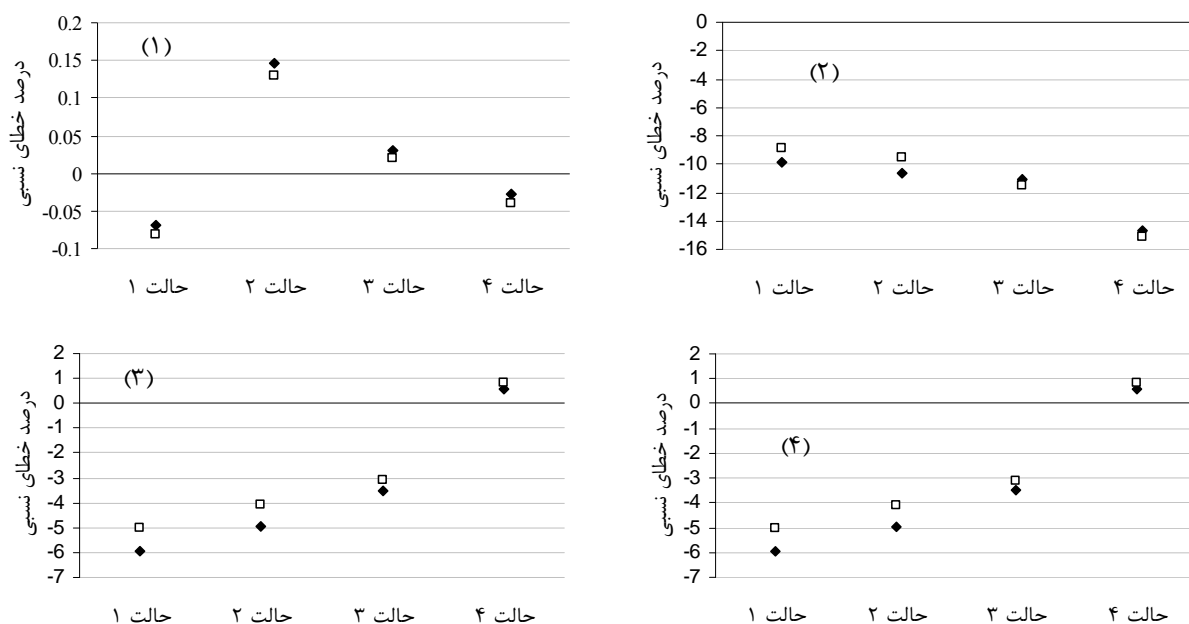 (۱)
درصد خطای نسبی
0.2
0.15
0.1
0.05
0
-0.05
-0.1
حالت ۱
حالت ۲
حالت ۳
حالت ۴
(۲)
درصد خطای نسبی
0
-2
-4
-6
-8
-10
-12
-14
-16
حالت ۱
حالت ۲
حالت ۳
حالت ۴
(۳)
درصد خطای نسبی
2
1
0
-1
-2
-3
-4
-5
-6
-7
حالت ۱
حالت ۲
حالت ۳
حالت ۴
(۴)
درصد خطای نسبی
2
1
0
-1
-2
-3
-4
-5
-6
-7
حالت ۱
حالت ۲
حالت ۳
حالت ۴